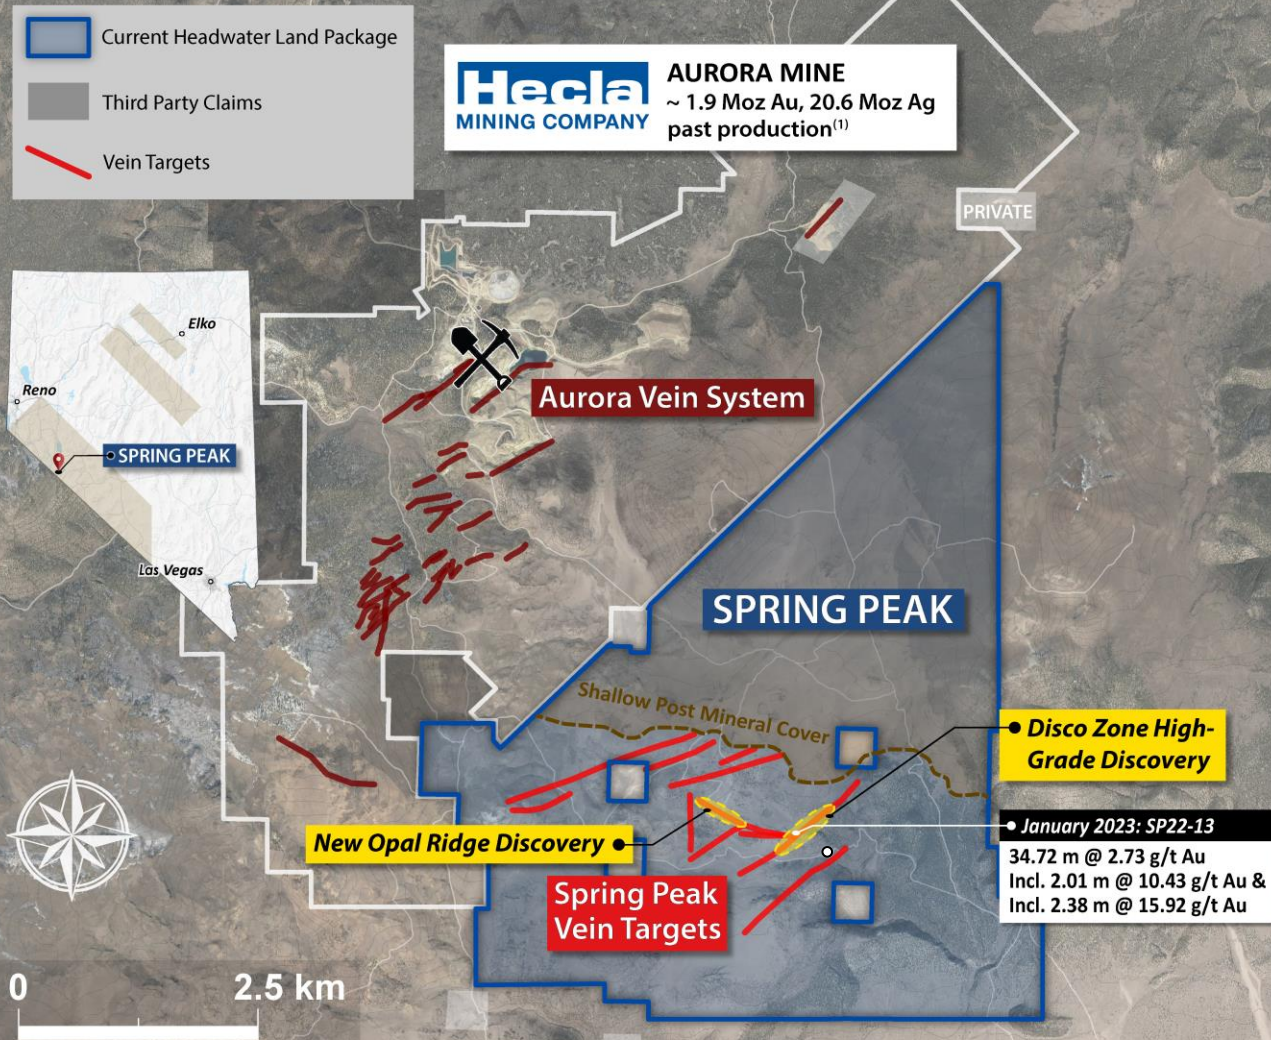 Current Headwater Land Package
Third Party Claims
Vein Targets
Hecla
MINING COMPANY
AURORA MINE
~ 1.9 Moz Au, 20.6 Moz Ag
past production(1)
PRIVATE
Elko
Reno
SPRING PEAK
Las Vegas
Aurora Vein System
SPRING PEAK
Shallow Post Mineral Cover
Disco Zone High-
Grade Discovery
New Opal Ridge Discovery
January 2023: SP22-13
34.72 m @ 2.73 g/t Au
Incl. 2.01 m @ 10.43 g/t Au &
Incl. 2.38 m @ 15.92 g/t Au
Spring Peak
Vein Targets
0
2.5 km